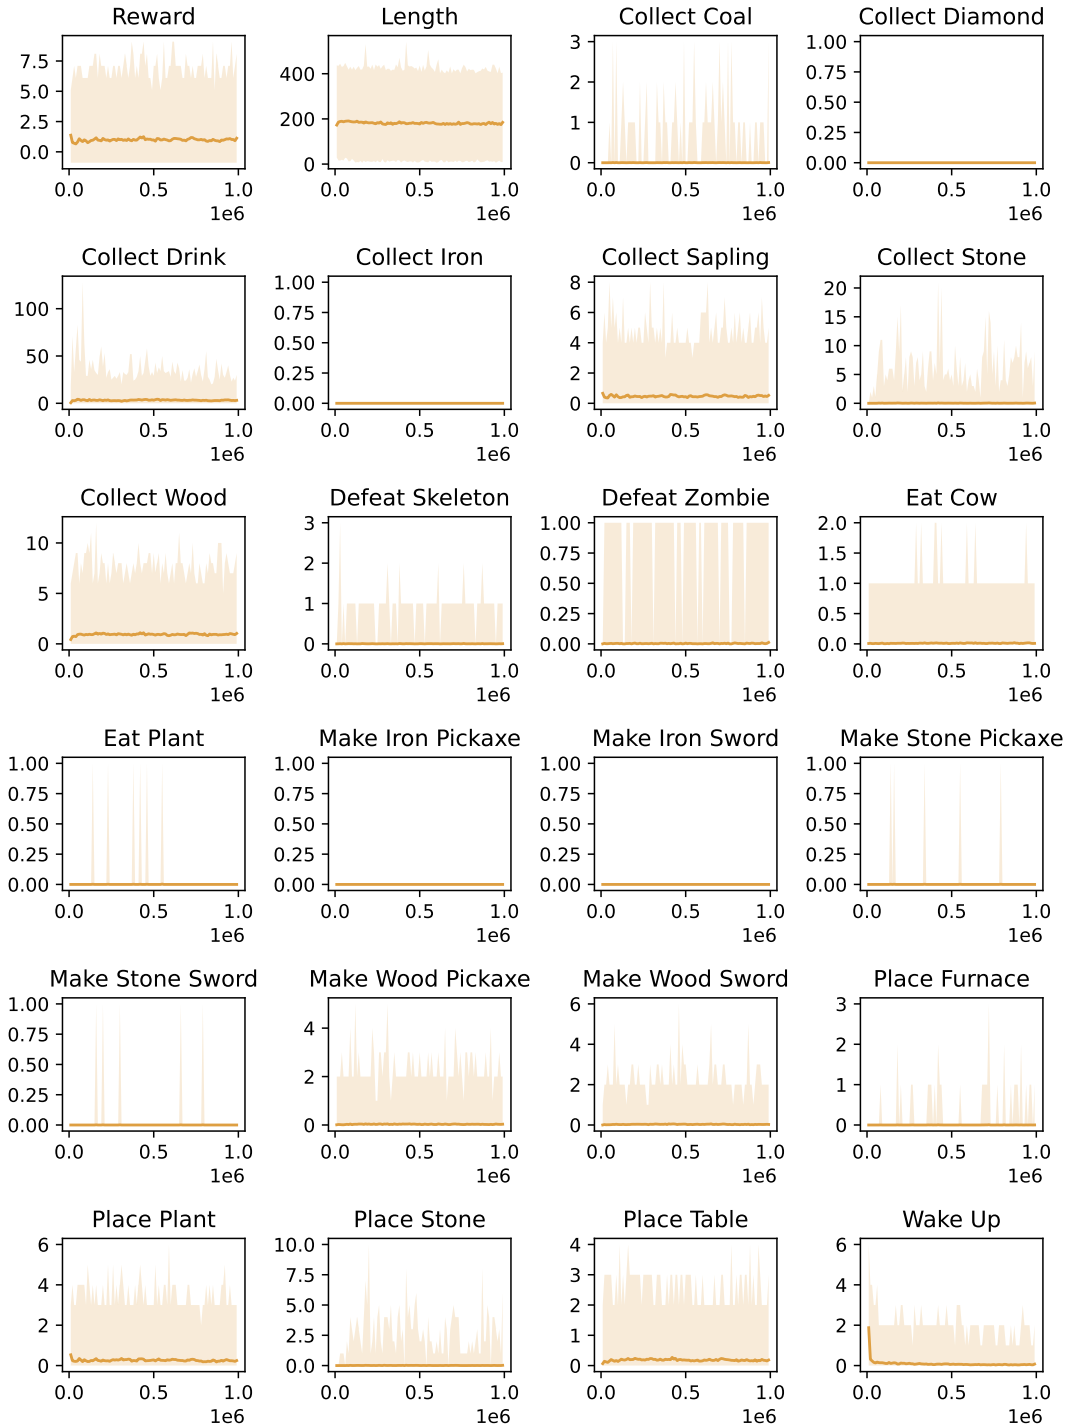 Reward Length Collect Coal Collect Diamond
7.5 5.0 2.5 0.0 400 200 0 3 2 1 0 1.00 0.75 0.50 0.25 0.00
0.0 0.5 1.0 0.0 0.5 1.0 0.0 0.5 1.0 0.0 0.5 1.0
1e6 1e6 1e6 1e6
Collect Drink Collect Iron Collect Sapling Collect Stone
100 50 0 1.00 0.75 0.50 0.25 0.00 8 6 4 2 0 20 15 10 5 0
0.0 0.5 1.0 0.0 0.5 1.0 0.0 0.5 1.0 0.0 0.5 1.0
1e6 1e6 1e6 1e6
Collect Wood Defeat Skeleton Defeat Zombie Eat Cow
10 5 0 3 2 1 0 1.00 0.75 0.50 0.25 0.00 2.0 1.5 1.0 0.5 0.0
0.0 0.5 1.0 0.0 0.5 1.0 0.0 0.5 1.0 0.0 0.5 1.0
1e6 1e6 1e6 1e6
Eat Plant Make Iron Pickaxe Make Iron Sword Make Stone Pickaxe
1.00 0.75 0.50 0.25 0.00 1.00 0.75 0.50 0.25 0.00 1.00 0.75 0.50 0.25 0.00 1.00 0.75 0.50 0.25 0.00
0.0 0.5 1.0 0.0 0.5 1.0 0.0 0.5 1.0 0.0 0.5 1.0
1e6 1e6 1e6 1e6
Make Stone Sword Make Wood Pickaxe Make Wood Sword Place Furnace
1.00 0.75 0.50 0.25 0.00 4 2 0 6 4 2 0 3 2 1 0
0.0 0.5 1.0 0.0 0.5 1.0 0.0 0.5 1.0 0.0 0.5 1.0
1e6 1e6 1e6 1e6
Place Plant Place Stone Place Table Wake Up
6 4 2 0 10.0 7.5 5.0 2.5 0.0 4 3 2 1 0 6 4 2 0
0.0 0.5 1.0 0.0 0.5 1.0 0.0 0.5 1.0 0.0 0.5 1.0
1e6 1e6 1e6 1e6